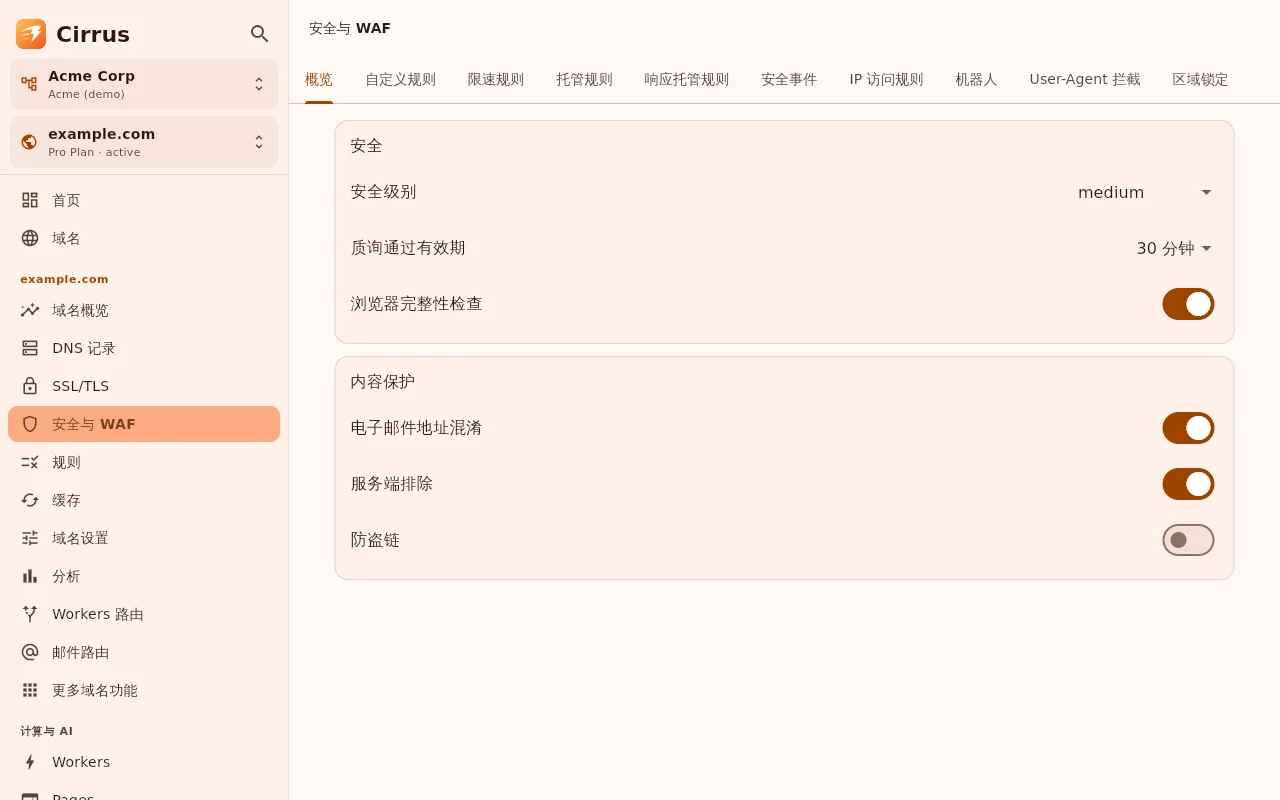 Cirrus
Acme Corp
Acme (demo)
example.com
Pro Plan · active
首页
域名
example.com
域名概览
DNS 记录
SSL/TLS
安全与 WAF
规则
缓存
域名设置
分析
Workers 路由
邮件路由
更多域名功能
计算与 AI
Workers
Pages
安全与 WAF
概览
自定义规则
限速规则
托管规则
响应托管规则
安全事件
IP 访问规则
机器人
User-Agent 拦截
区域锁定
安全
安全级别
medium
质询通过有效期
30 分钟
浏览器完整性检查
内容保护
电子邮件地址混淆
服务端排除
防盗链